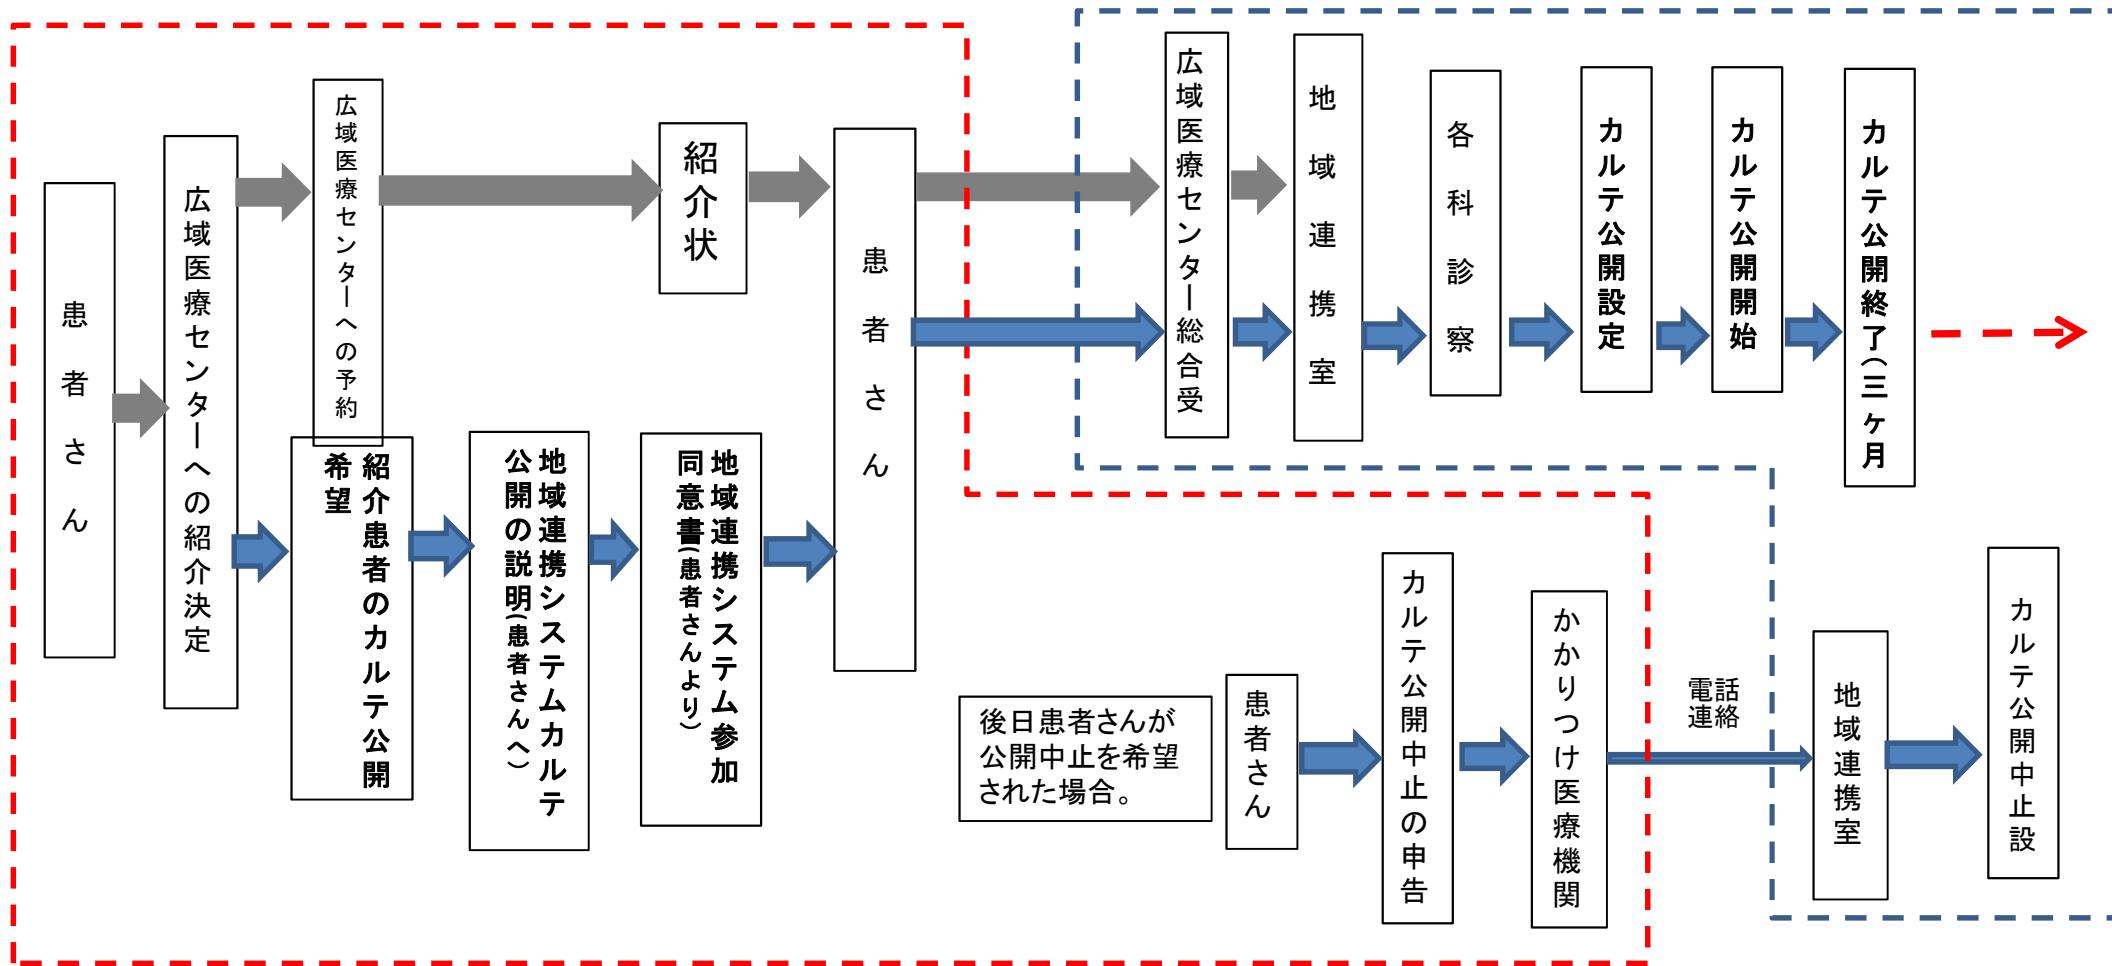 患者さん
広域医療センターへの紹介決定
広域医療センターへの予約
紹介状
紹介患者のカルテ公開
希望
地域連携システムカルテ
公開の説明(患者さんへ)
地域連携システム参加
同意書(患者さんより)
患者さん
広域医療センター総合受
地域連携室
各科診察
カルテ公開設定
カルテ公開開始
カルテ公開終了(三ヶ月
後日患者さんが
公開中止を希望
された場合。
患者さん
カルテ公開中止の申告
かかりつけ医療機関
電話
連絡
地域連携室
カルテ公開中止設